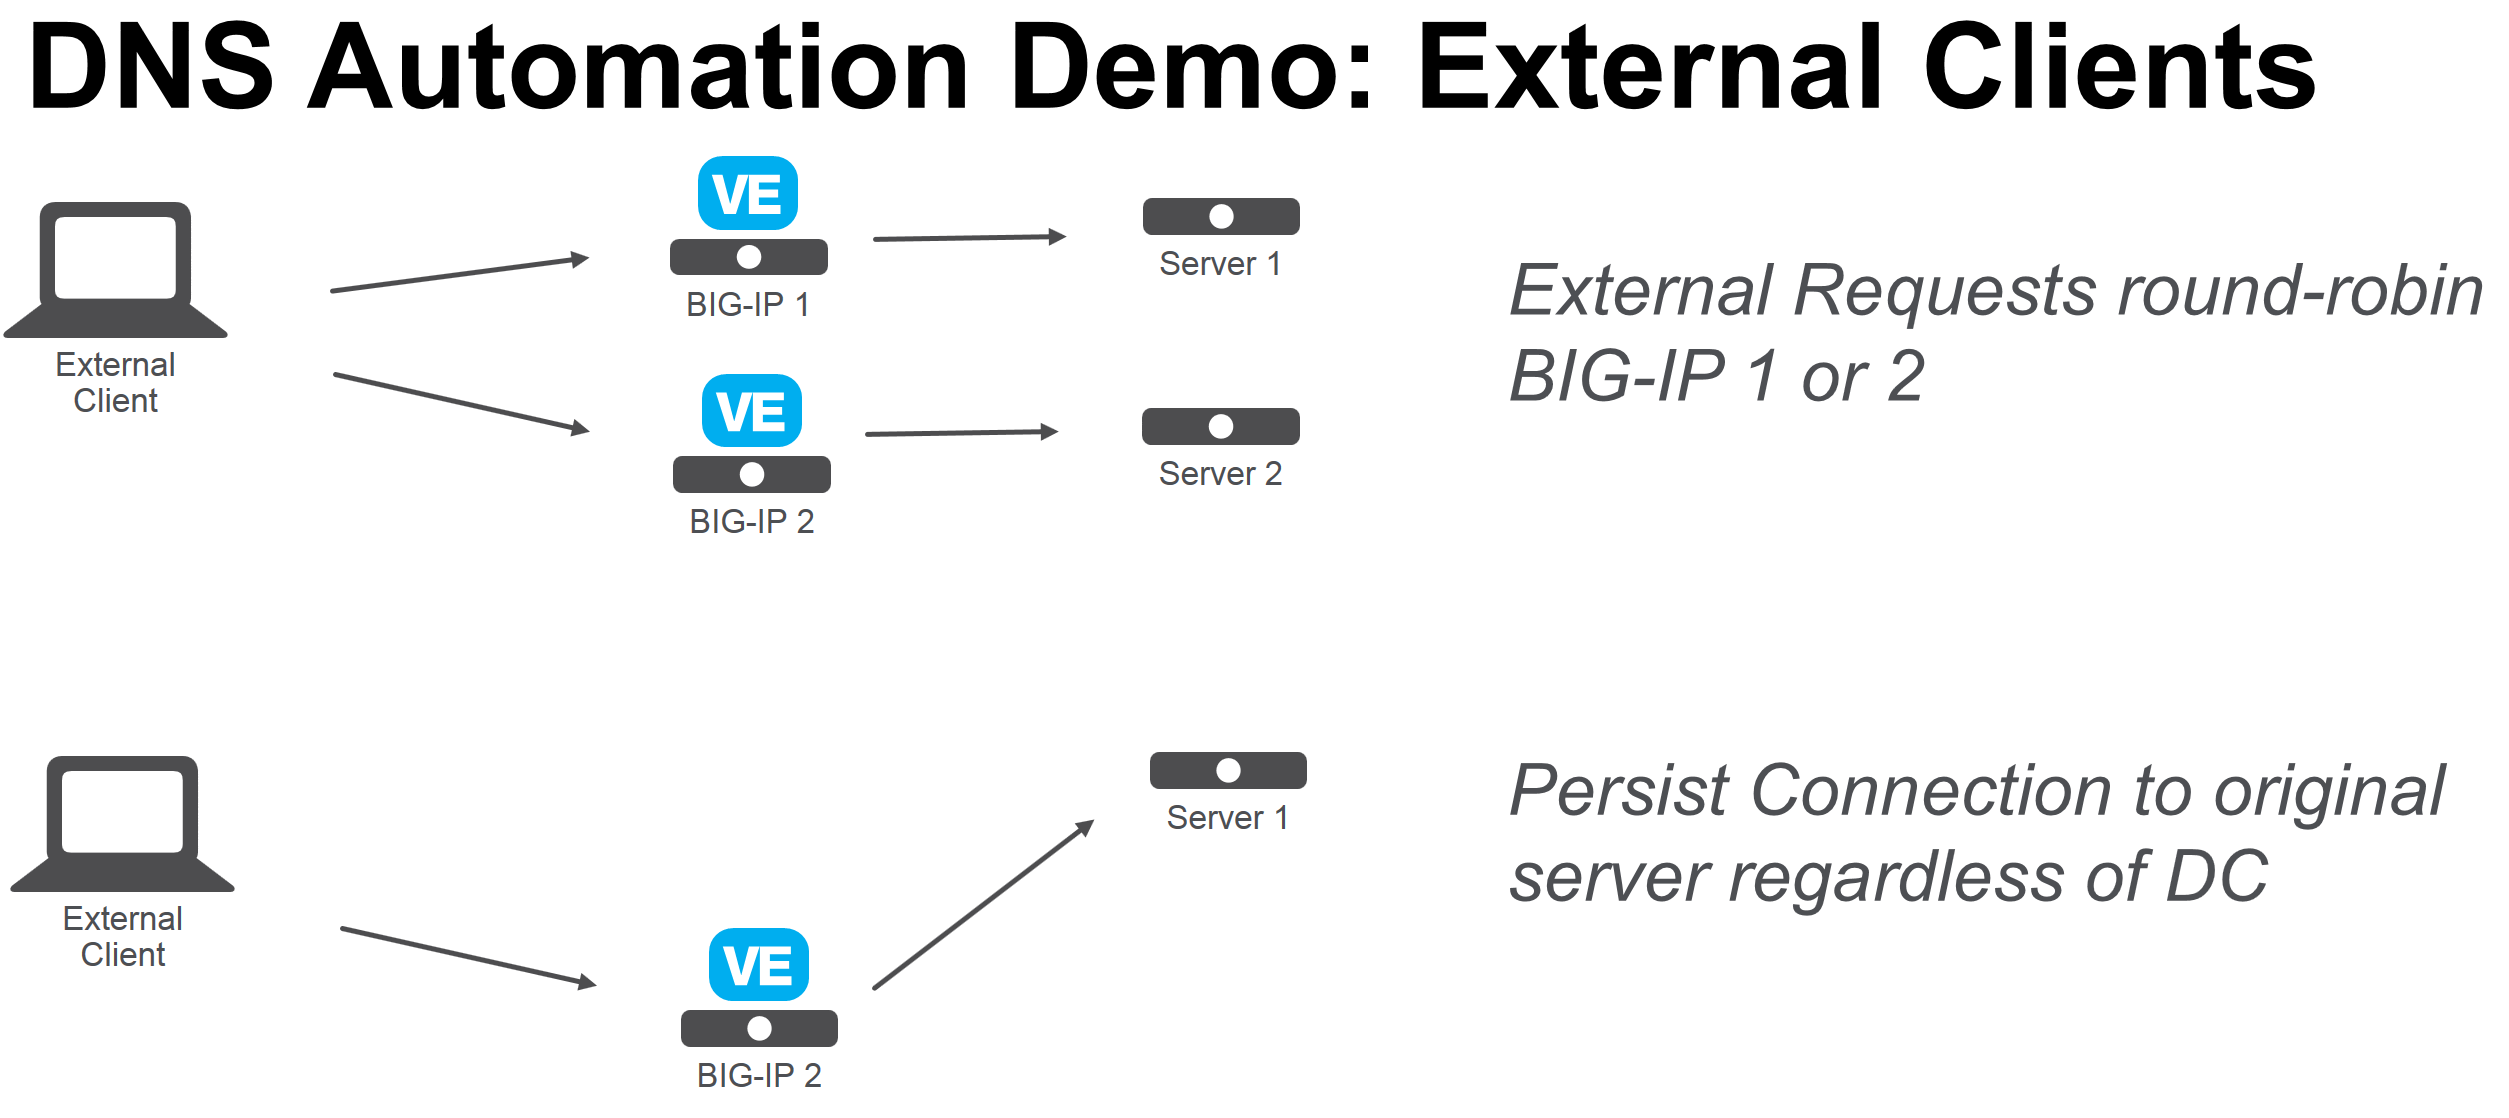 DNS Automation Demo: External Clients
VE
BIG-IP 1
Server 1
External
Client
VE
BIG-IP 2
Server 2
External Requests round-robin
BIG-IP 1 or 2
External
Client
VE
BIG-IP 2
Server 1
Persist Connection to original
server regardless of DC